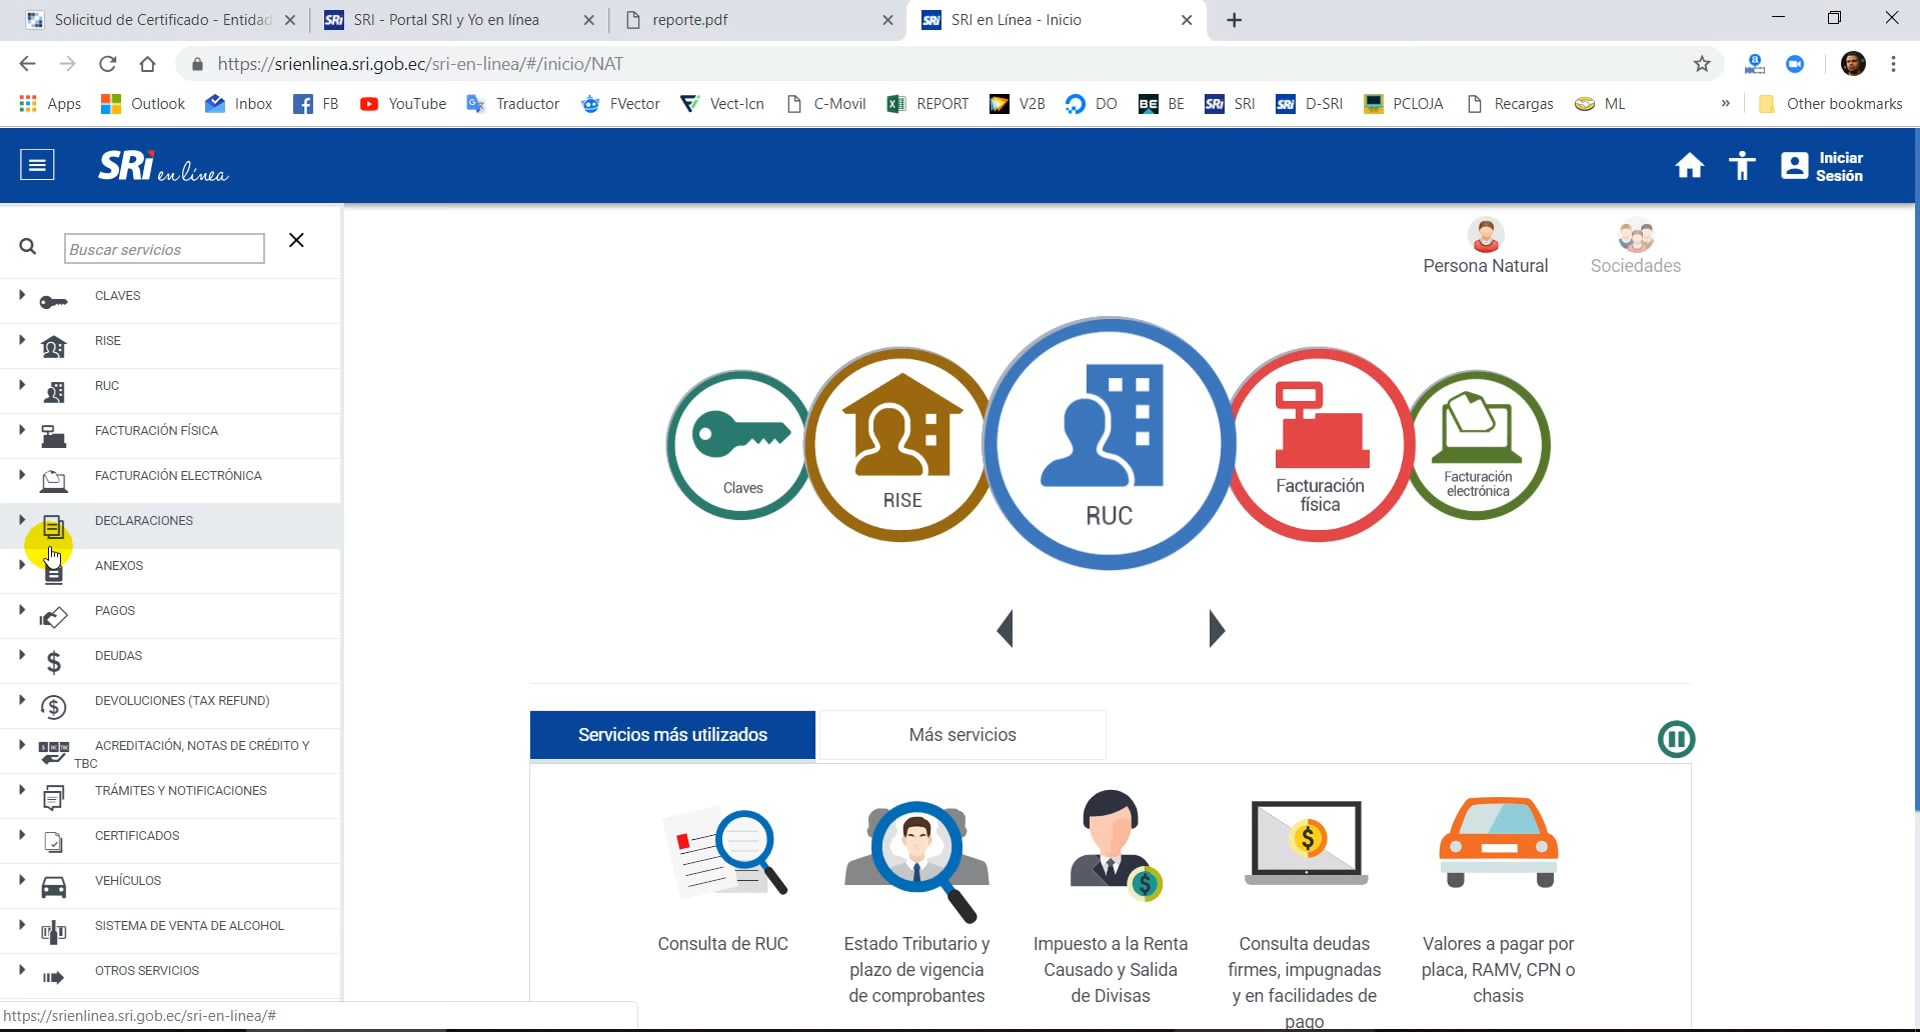 Solicitud de Certificado - Entidad
SRI - Portal SRI y Yo en línea
reporte.pdf
SRI en Línea - Inicio
https://srienlinea.sri.gob.ec/sri-en-linea/#/inicio/NAT
Apps Outlook Inbox FB YouTube Traductor FVector Vect-Icn C-Movil REPORT V2B DO BE SRI D-SRI PCLOJA Recargas ML » Other bookmarks
SRi en línea
Iniciar
Sesión
Buscar servicios
Persona Natural
Sociedades
CLAVES
RISE
RUC
FACTURACIÓN FÍSICA
FACTURACIÓN ELECTRÓNICA
DECLARACIONES
ANEXOS
PAGOS
DEUDAS
DEVOLUCIONES (TAX REFUND)
ACREDITACIÓN, NOTAS DE CRÉDITO Y
TBC
TRÁMITES Y NOTIFICACIONES
CERTIFICADOS
VEHÍCULOS
SISTEMA DE VENTA DE ALCOHOL
OTROS SERVICIOS
Claves
RISE
RUC
Facturación
física
Facturación
electrónica
Servicios más utilizados
Más servicios
Consulta de RUC
Estado Tributario y
plazo de vigencia
de comprobantes
Impuesto a la Renta
Causado y Salida
de Divisas
Consulta deudas
firmes, impugnadas
y en facilidades de
pago
Valores a pagar por
placa, RAMV, CPN o
chasis
https://srienlinea.sri.gob.ec/sri-en-linea/#